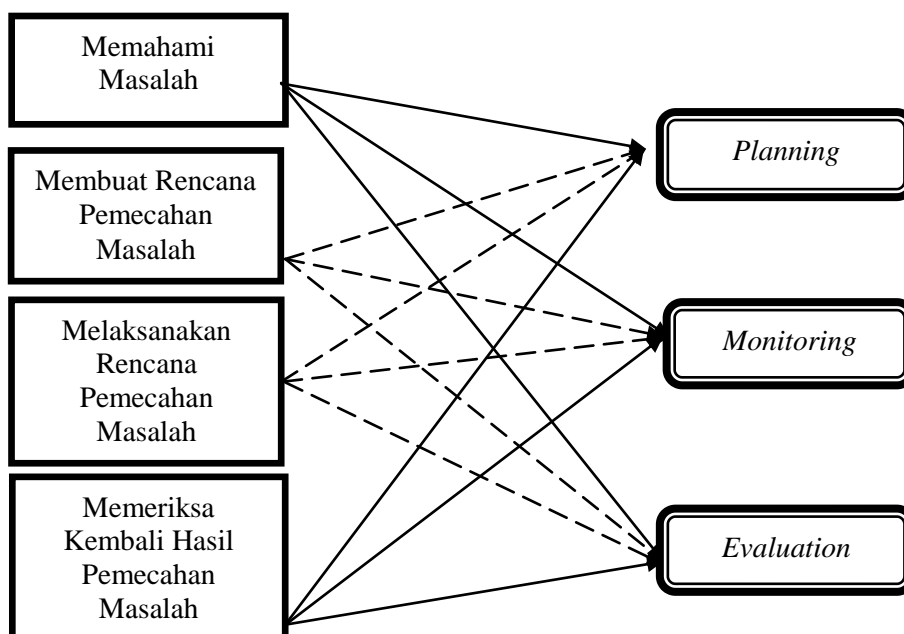 Memahami
Masalah
Membuat Rencana
Pemecahan
Masalah
Melaksanakan
Rencana
Pemecahan
Masalah
Memeriksa
Kembali Hasil
Pemecahan
Masalah
Planning
Monitoring
Evaluation